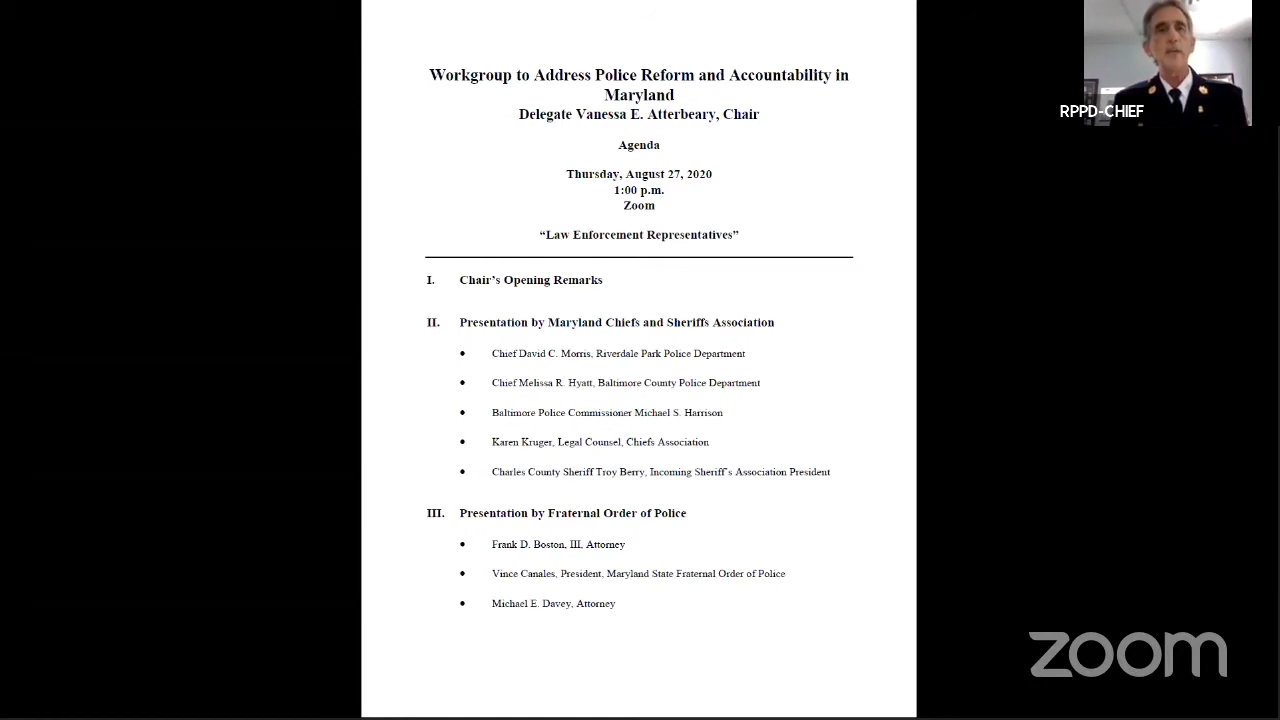 Workgroup to Address Police Reform and Accountability in
Maryland
Delegate Vanessa E. Atterbeary, Chair
Agenda
Thursday, August 27, 2020
1:00 p.m.
Zoom
“Law Enforcement Representatives”
I. Chair’s Opening Remarks
II. Presentation by Maryland Chiefs and Sheriffs Association
• Chief David C. Morris, Riverdale Park Police Department
• Chief Melissa R. Hyatt, Baltimore County Police Department
• Baltimore Police Commissioner Michael S. Harrison
• Karen Kruger, Legal Counsel, Chiefs Association
• Charles County Sheriff Troy Berry, Incoming Sheriff’s Association President
III. Presentation by Fraternal Order of Police
• Frank D. Boston, III, Attorney
• Vince Canales, President, Maryland State Fraternal Order of Police
• Michael E. Davey, Attorney
RPPD-CHIEF
zoom